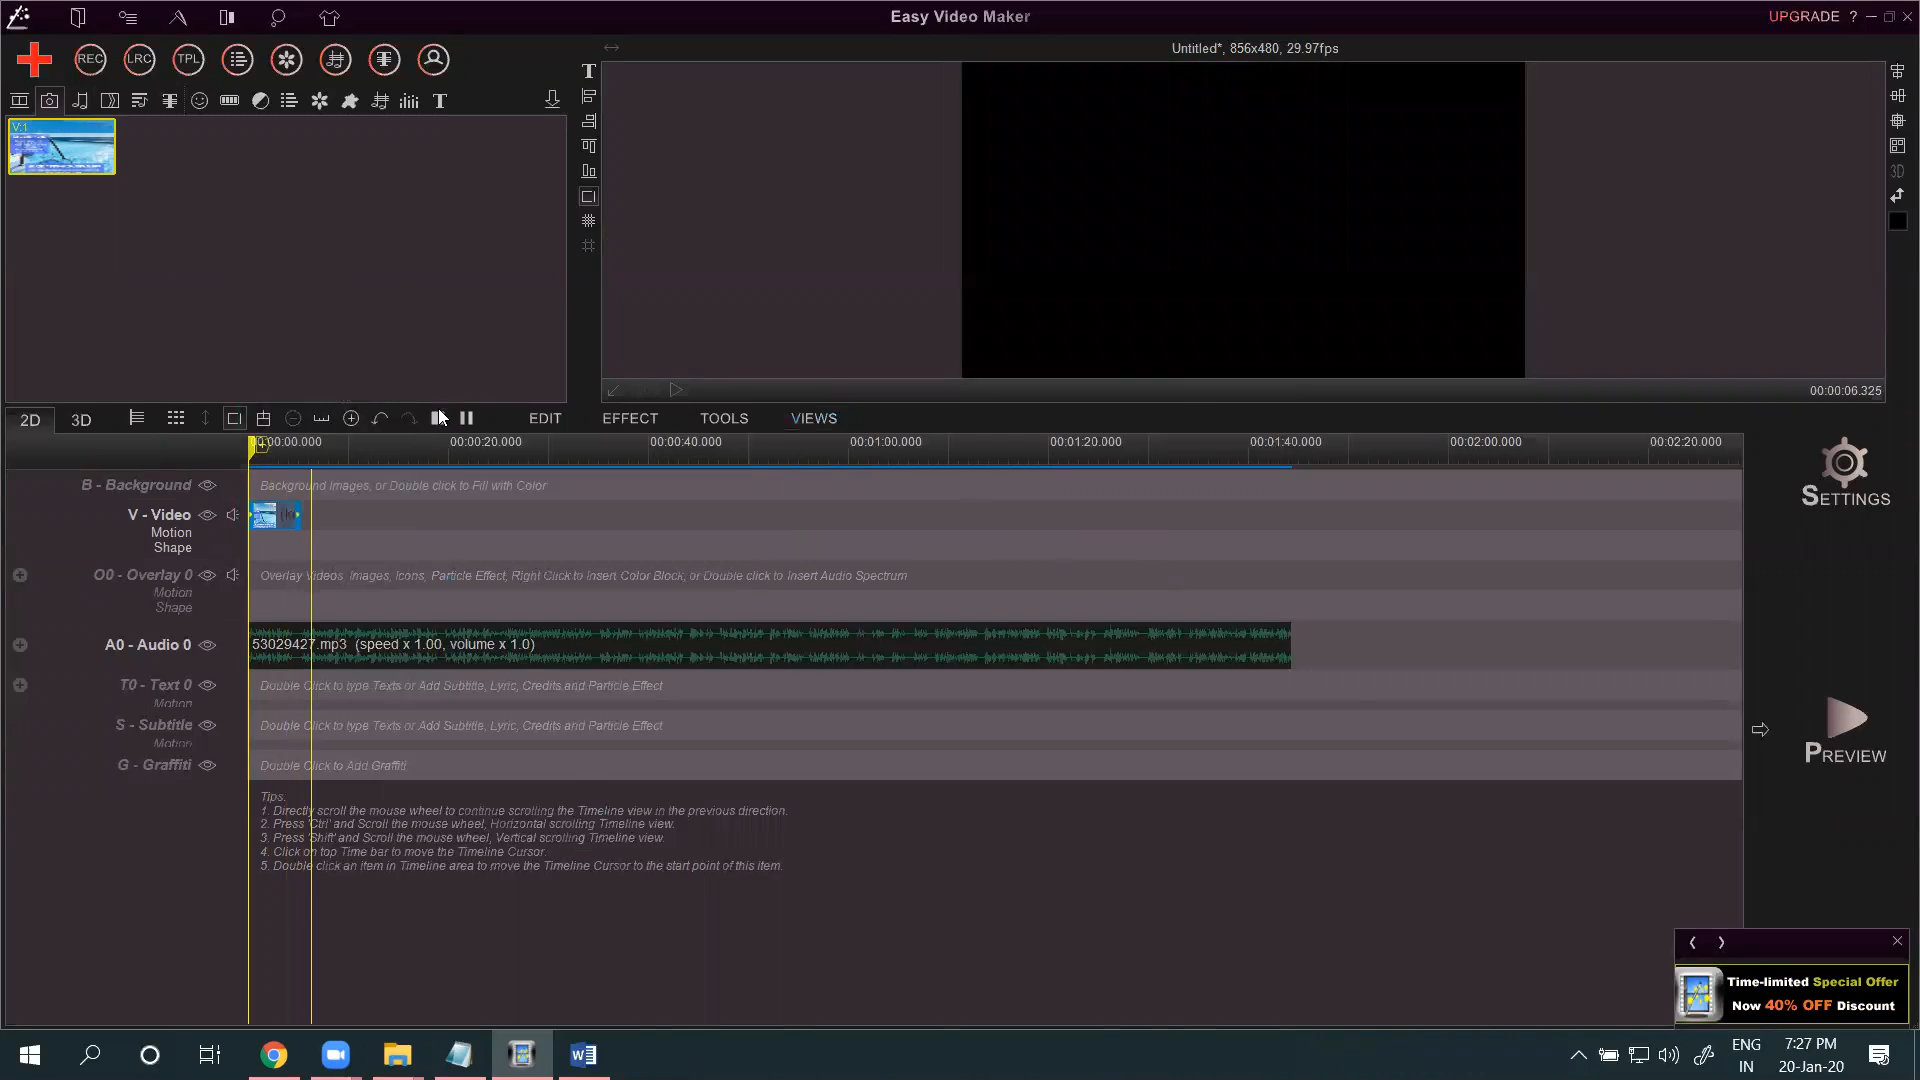 Easy Video Maker
UPGRADE ?
REC
LRC
TPL
Untitled*, 856x480, 29.97fps
T
T
V:1
3D
00:00:06.325
2D
3D
EDIT
EFFECT
TOOLS
VIEWS
00:00:00.000
00:00:20.000
00:00:40.000
00:01:00.000
00:01:20.000
00:01:40.000
00:02:00.000
00:02:20.000
B - Background
Background Images, or Double click to Fill with Color
V - Video
Motion
Shape
O0 - Overlay 0
Overlay Videos, Images, Icons, Particle Effect, Right Click to Insert Color Block, or Double click to Insert Audio Spectrum
Motion
Shape
A0 - Audio 0
53029427.mp3 (speed x 1.00, volume x 1.0)
T0 - Text 0
Double Click to type Texts or Add Subtitle, Lyric, Credits and Particle Effect
Motion
S - Subtitle
Double Click to type Texts or Add Subtitle, Lyric, Credits and Particle Effect
Motion
G - Graffiti
Double Click to Add Graffiti
Tips:
1. Directly scroll the mouse wheel to continue scrolling the Timeline view in the previous direction.
2. Press 'Ctrl' and Scroll the mouse wheel, Horizontal scrolling Timeline view.
3. Press 'Shift' and Scroll the mouse wheel, Vertical scrolling Timeline view.
4. Click on top Time bar to move the Timeline Cursor.
5. Double click an item in Timeline area to move the Timeline Cursor to the start point of this item.
SETTINGS
PREVIEW
Time-limited Special Offer
Now 40% OFF Discount
ENG
IN
7:27 PM
20-Jan-20